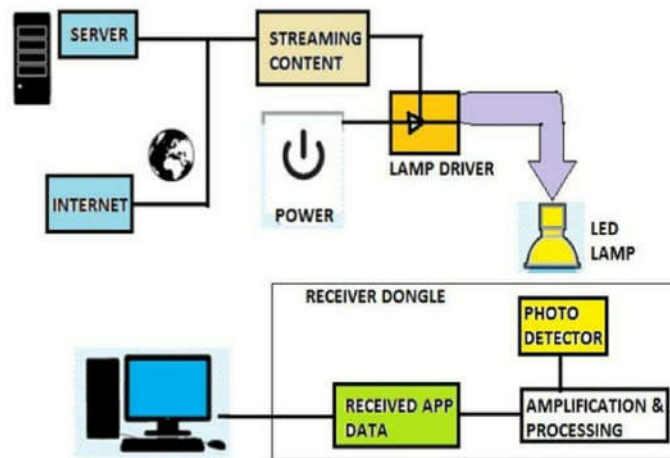 SERVER
STREAMING
CONTENT
LAMP DRIVER
INTERNET
POWER
LED
LAMP
RECEIVER DONGLE
PHOTO
DETECTOR
RECEIVED APP
DATA
AMPLIFICATION &
PROCESSING